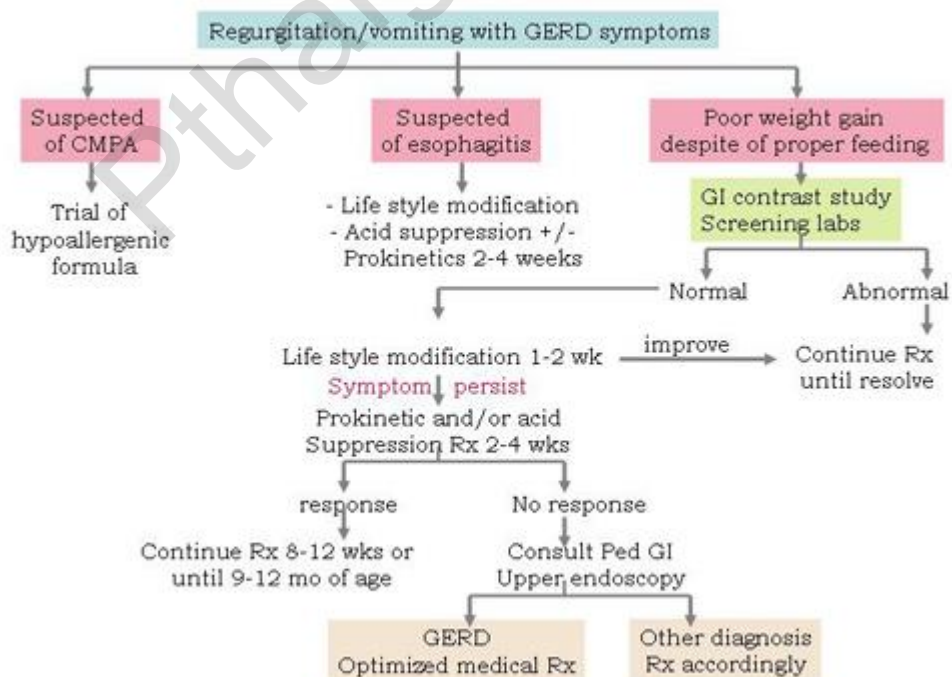 Regurgitation/vomiting with GERD symptoms
Suspected
of CMPA
Suspected
of esophagitis
Poor weight gain
despite of proper feeding
Trial of
hypoallergenic
formula
- Life style modification
- Acid suppression +/-
Prokinetics 2-4 weeks
GI contrast study
Screening labs
Normal
Abnormal
Life style modification 1-2 wk
improve
Continue Rx
until resolve
Symptom persist
Prokinetic and/or acid
Suppression Rx 2-4 wks
response
No response
Continue Rx 8-12 wks or
until 9-12 mo of age
Consult Ped GI
Upper endoscopy
GERD
Optimized medical Rx
Other diagnosis
Rx accordingly